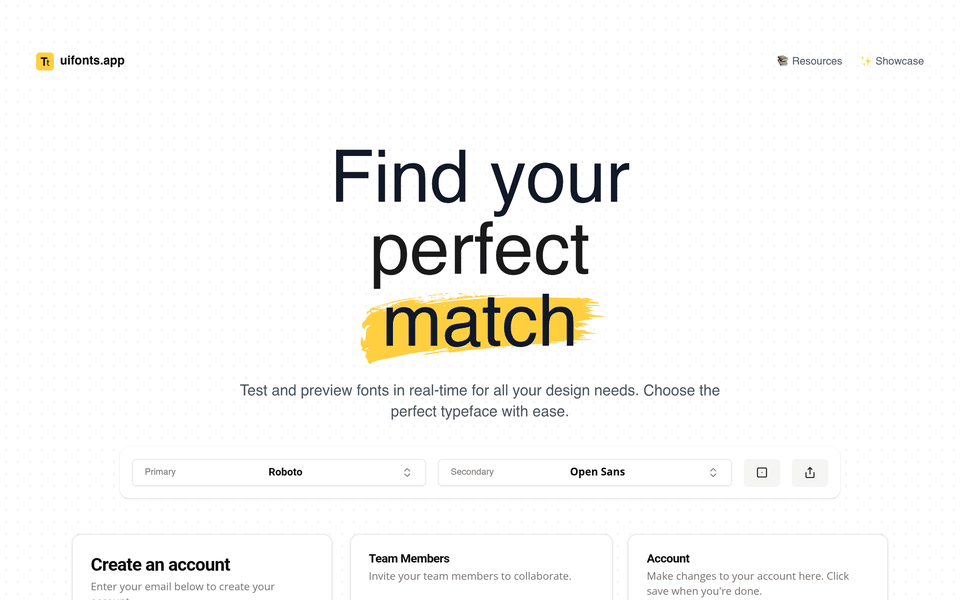 Tt uifonts.app
Resources
Showcase
Find your
perfect
match
Test and preview fonts in real-time for all your design needs. Choose the
perfect typeface with ease.
Primary Roboto
Secondary Open Sans
Create an account
Enter your email below to create your
Team Members
Invite your team members to collaborate.
Account
Make changes to your account here. Click
save when you're done.